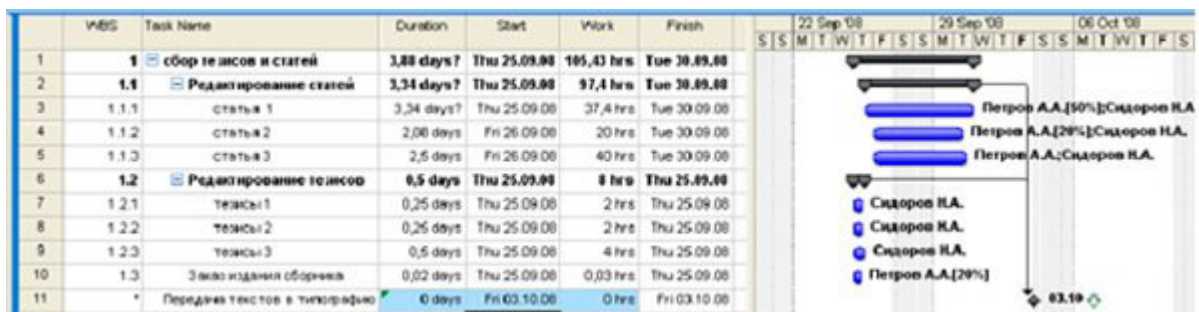 WBS Task Name Duration Start Work Finish 22 Sep '08 29 Sep '08 06 Oct '08
S S M T W T F S S M T W T F S S M T W T F S
1 1 сбор тезисов и статей 3,88 days? Thu 25.09.08 105,43 hrs Tue 30.09.08
2 1.1 Редактирование статей 3,34 days? Thu 25.09.08 97,4 hrs Tue 30.09.08
3 1.1.1 статья 1 3,34 days? Thu 25.09.08 37,4 hrs Tue 30.09.08 Петров А.А.[50%];Сидоров Н.А
4 1.1.2 статья 2 2,08 days Fri 26.09.08 20 hrs Tue 30.09.08 Петров А.А.[20%];Сидоров Н.А.
5 1.1.3 статья 3 2,5 days Fri 26.09.08 40 hrs Tue 30.09.08 Петров А.А.;Сидоров Н.А.
6 1.2 Редактирование тезисов 0,5 days Thu 25.09.08 8 hrs Thu 25.09.08
7 1.2.1 тезисы 1 0,25 days Thu 25.09.08 2 hrs Thu 25.09.08 Сидоров Н.А.
8 1.2.2 тезисы 2 0,25 days Thu 25.09.08 2 hrs Thu 25.09.08 Сидоров Н.А.
9 1.2.3 тезисы 3 0,5 days Thu 25.09.08 4 hrs Thu 25.09.08 Сидоров Н.А.
10 1.3 Заказ издания сборника 0,02 days Thu 25.09.08 0,03 hrs Thu 25.09.08 Петров А.А.[20%]
11 * Передача текстов в типографию 0 days Fri 03.10.08 0 hrs Fri 03.10.08 03.10